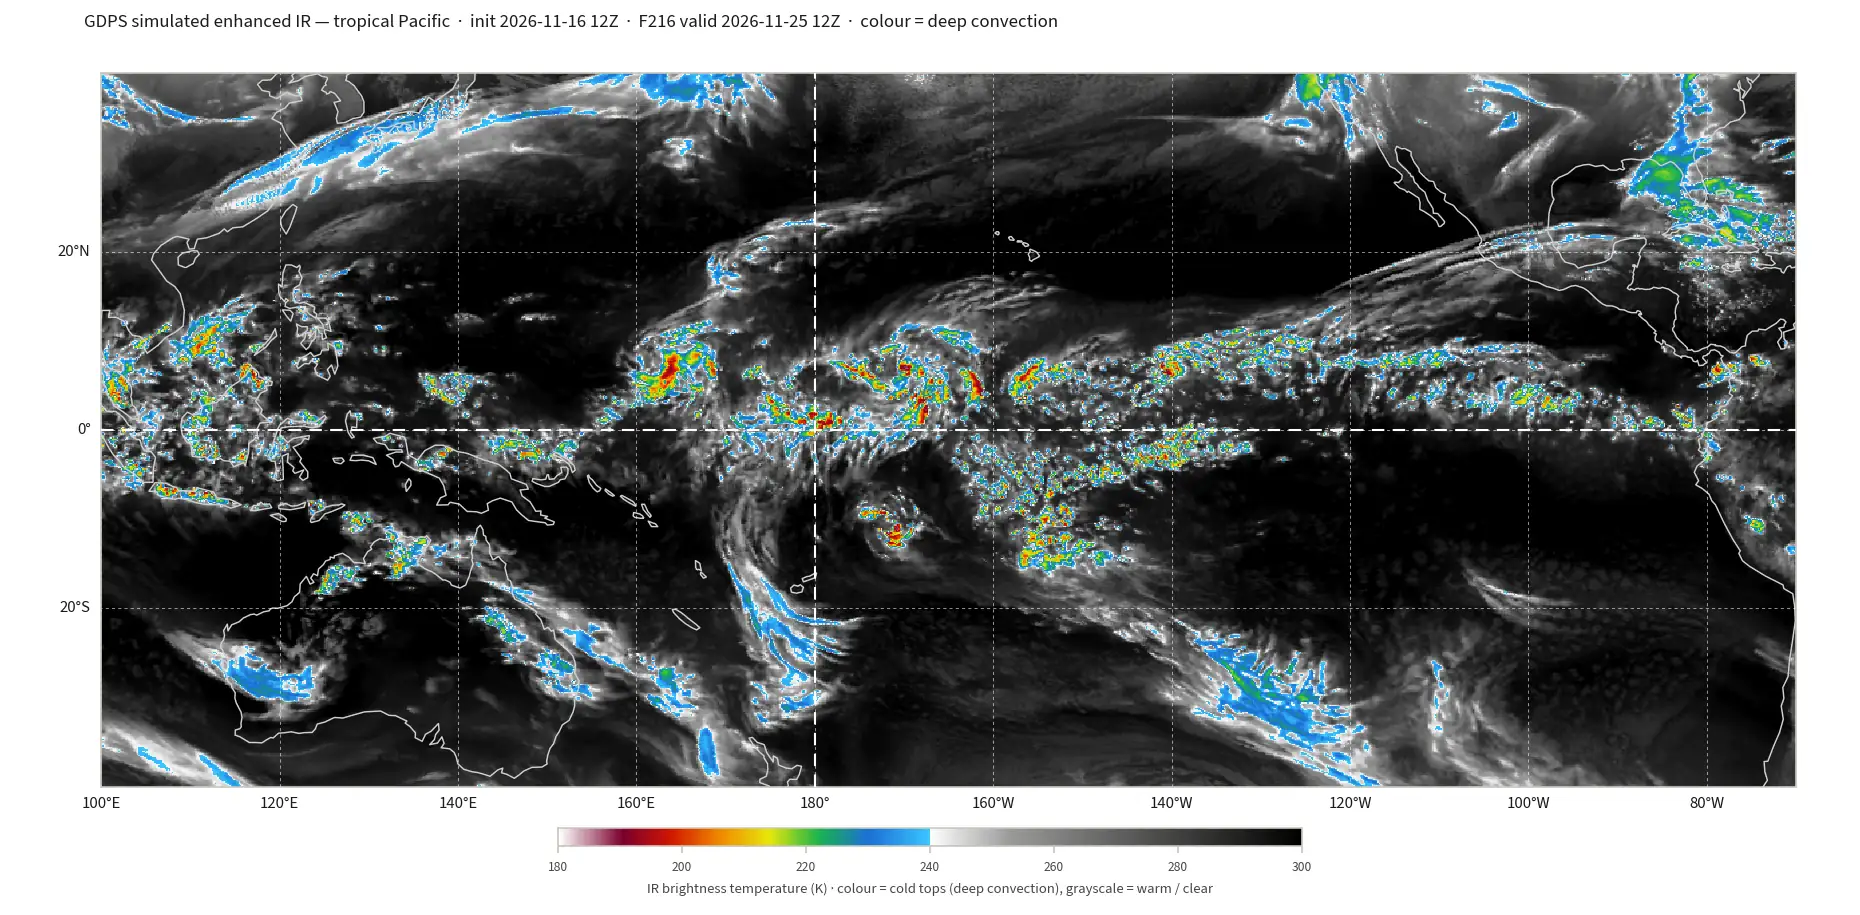 GDPS simulated enhanced IR — tropical Pacific · init 2026-11-16 12Z · F216 valid 2026-11-25 12Z · colour = deep convection
20°N
0°
20°S
100°E 120°E 140°E 160°E 180° 160°W 140°W 120°W 100°W 80°W
180 200 220 240 260 280 300
IR brightness temperature (K) · colour = cold tops (deep convection), grayscale = warm / clear